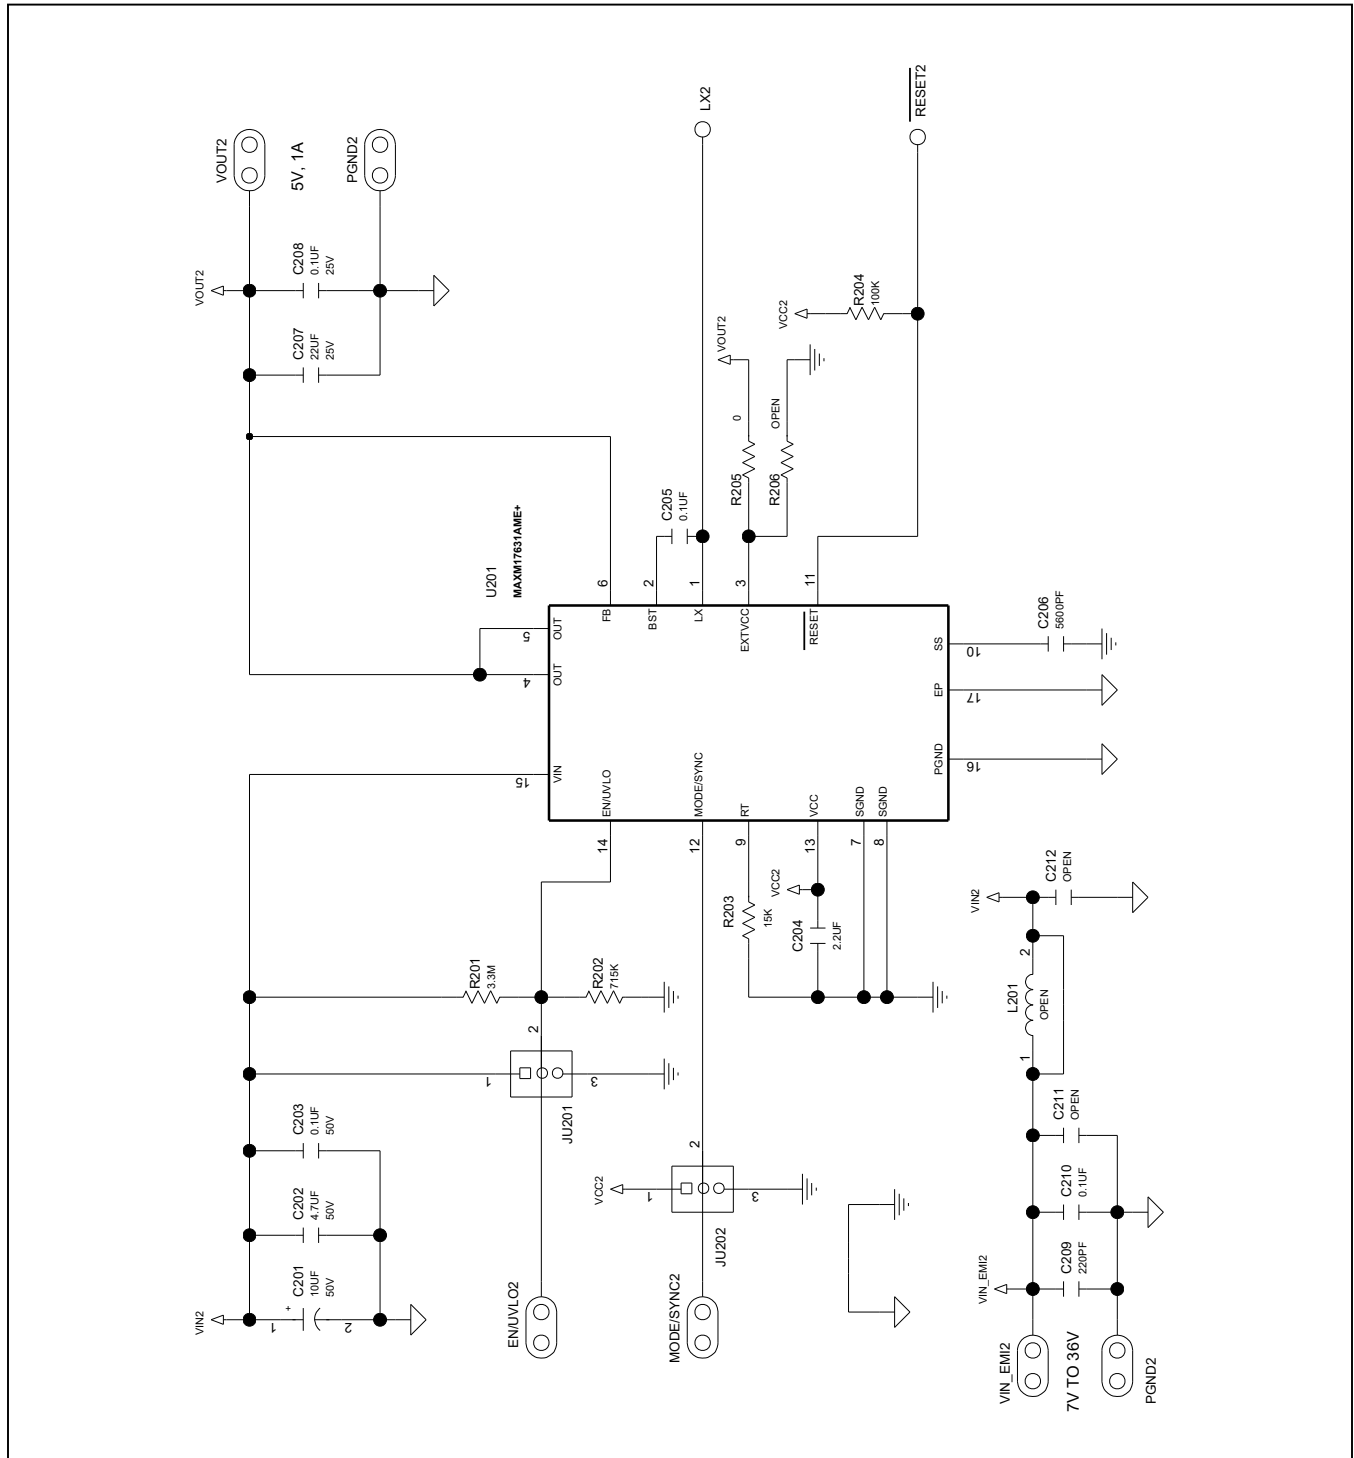 VIN2
C201
10UF
50V
+
1
2
C202
4.7UF
50V
C203
0.1UF
50V
VOUT2
C207
22UF
25V
C208
0.1UF
25V
VOUT2
5V, 1A
PGND2
EN/UVLO2
JU201
1
2
3
R201
3.3M
R202
715K
MODE/SYNC2
JU202
VCC2
1
2
3
R203
15K
VCC2
C204
2.2UF
U201
MAXM17631AME+
15
VIN
4
OUT
5
OUT
14
EN/UVLO
12
MODE/SYNC
9
RT
13
VCC
7
SGND
8
SGND
6
FB
2
BST
1
LX
3
EXTVCC
11
RESET
16
PGND
17
EP
10
SS
C205
0.1UF
LX2
VOUT2
R205
0
R206
OPEN
VCC2
R204
100K
RESET2
C206
5600PF
VIN_EMI2
7V TO 36V
PGND2
VIN_EMI2
C209
220PF
C210
0.1UF
C211
OPEN
1
L201
OPEN
2
VIN2
C212
OPEN